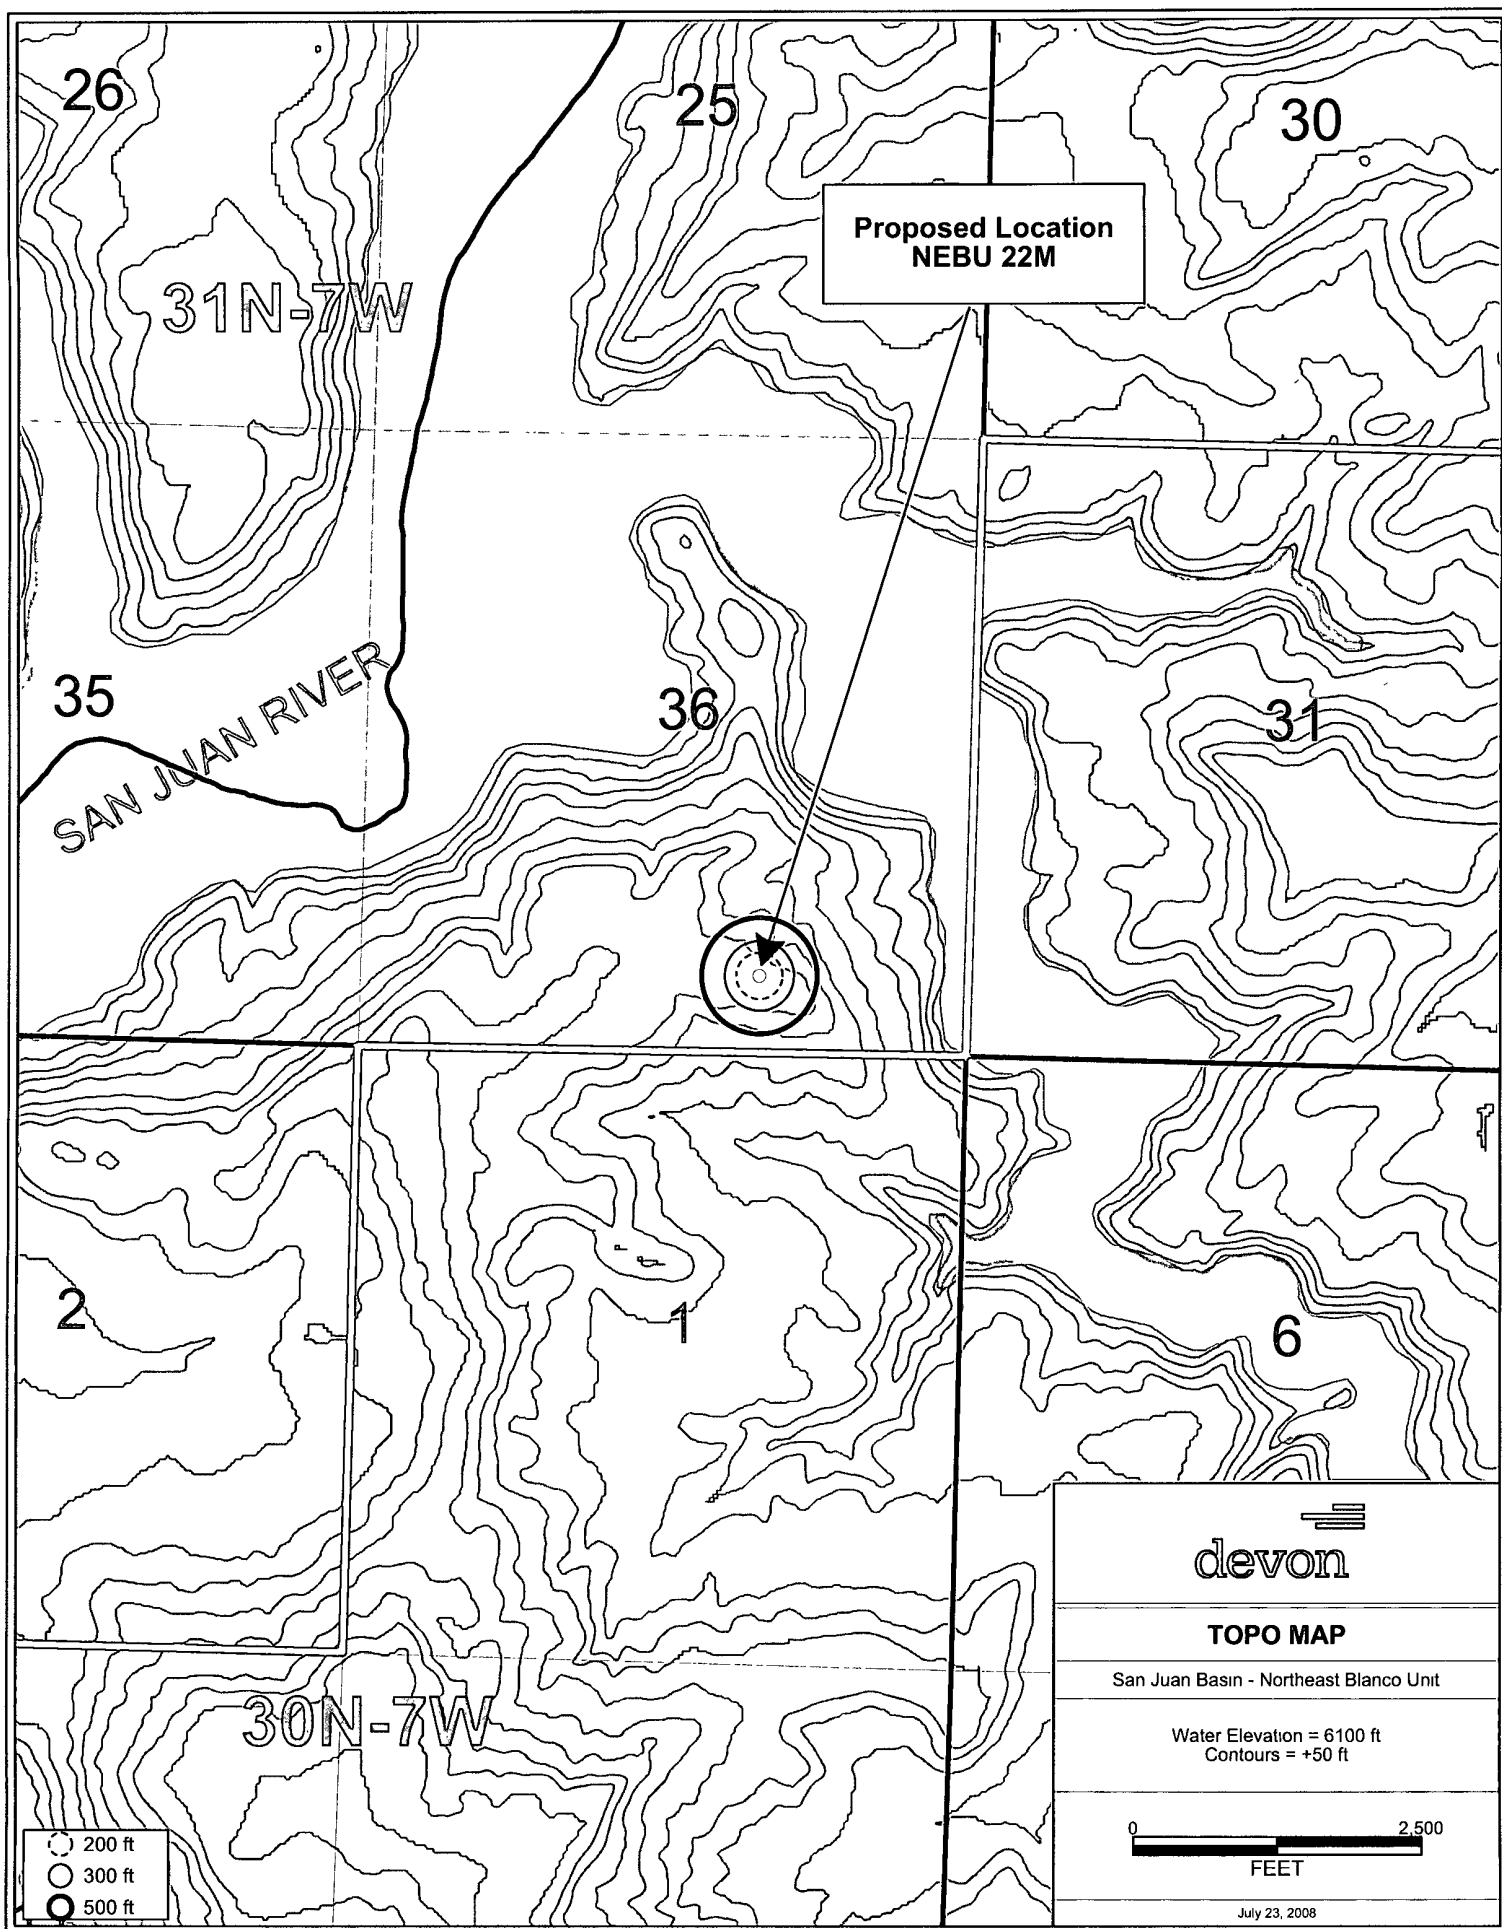 26
25
30
Proposed Location
NEBU 22M
31N-7W
35
SAN JUAN RIVER
36
31
2
1
6
30N-7W
devon
TOPO MAP
San Juan Basin - Northeast Blanco Unit
Water Elevation = 6100 ft
Contours = +50 ft
0 2,500
FEET
July 23, 2008
200 ft
300 ft
500 ft